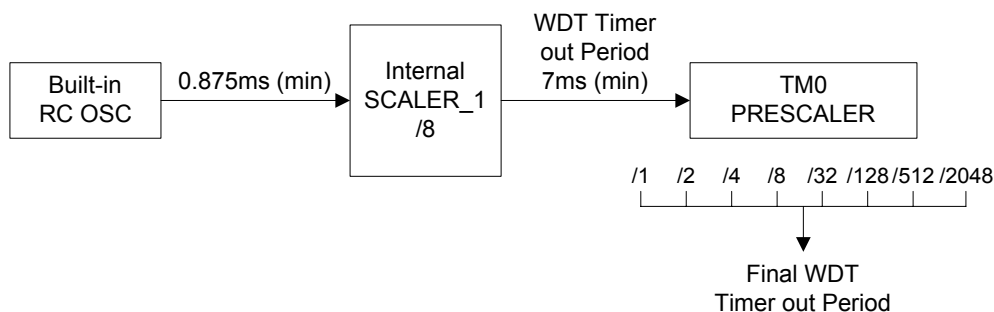 Built-in
RC OSC
0.875ms (min)
Internal
SCALER_1
/8
WDT Timer
out Period
7ms (min)
TM0
PRESCALER
/1 /2 /4 /8 /32 /128 /512 /2048
Final WDT
Timer out Period